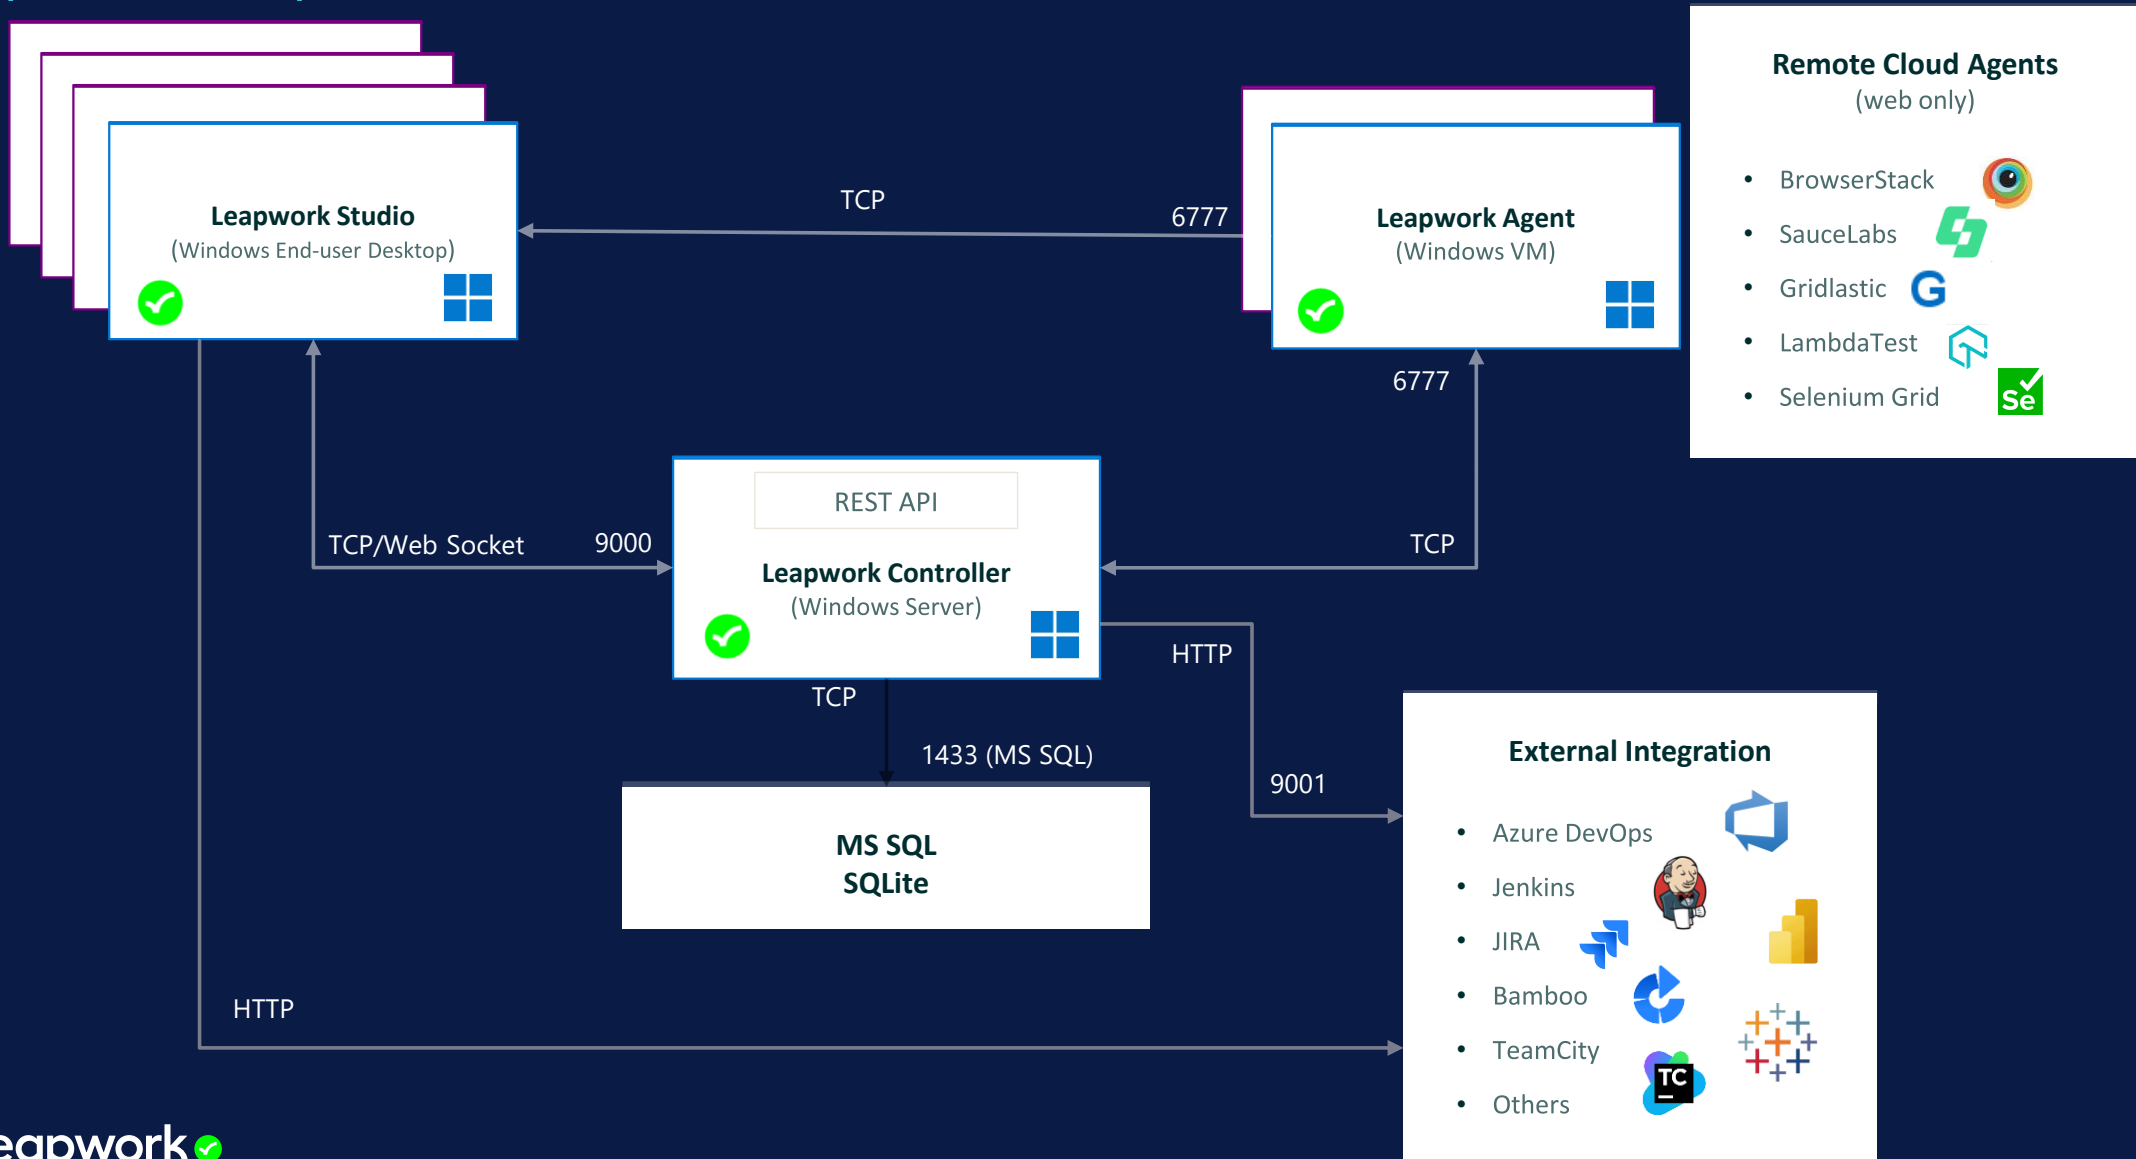 Remote Cloud Agents
(web only)
• BrowserStack
• SauceLabs
• Gridlastic
G
• LambdaTest
• Selenium Grid
Se
Leapwork Studio
(Windows End-user Desktop)
TCP
6777
Leapwork Agent
(Windows VM)
6777
REST API
Leapwork Controller
(Windows Server)
TCP/Web Socket
9000
TCP
HTTP
TCP
1433 (MS SQL)
9001
MS SQL
SQLite
HTTP
External Integration
• Azure DevOps
• Jenkins
• JIRA
• Bamboo
• TeamCity
TC
• Others
eapwork